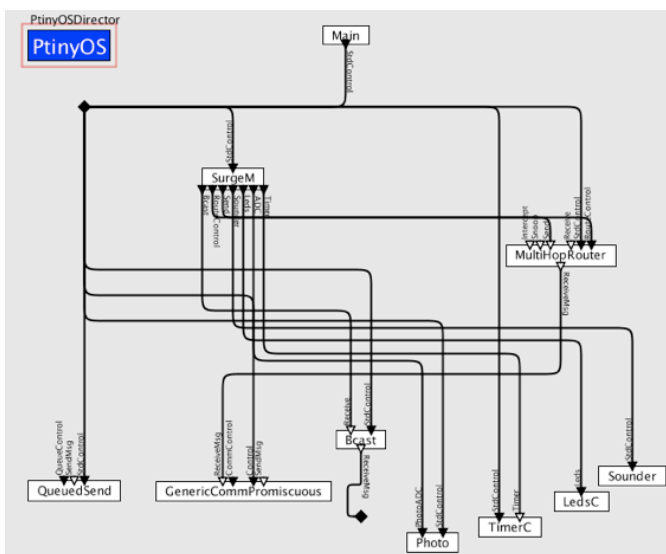 PtinyOSDirector
PtinyOS
Main
StdControl
StdControl
SurgeM
Bcast
RouteControl
Send
Sounder
Leds
ADC
Timer
Intercept
Snoop
Send
Receive
StdControl
RouteControl
MultiHopRouter
ReceiveMsg
Receive
StdControl
Bcast
ReceiveMsg
QueueControl
SendMsg
StdControl
QueuedSend
ReceiveMsg
CommControl
Control
SendMsg
GenericCommPromiscuous
PhotoADC
StdControl
Photo
StdControl
Timer
TimerC
Leds
LedsC
StdControl
Sounder